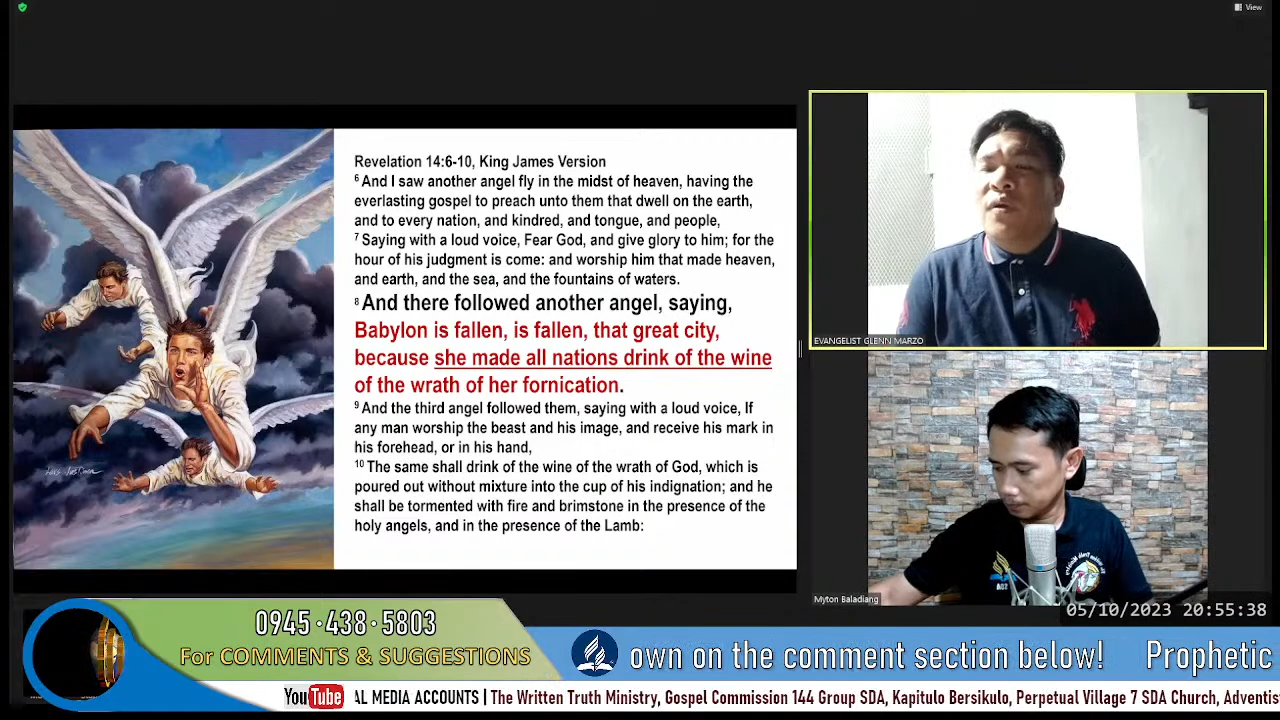 View
Revelation 14:6-10, King James Version
6 And I saw another angel fly in the midst of heaven, having the
everlasting gospel to preach unto them that dwell on the earth,
and to every nation, and kindred, and tongue, and people,
7 Saying with a loud voice, Fear God, and give glory to him; for the
hour of his judgment is come: and worship him that made heaven,
and earth, and the sea, and the fountains of waters.
8 And there followed another angel, saying,
Babylon is fallen, is fallen, that great city,
because she made all nations drink of the wine
of the wrath of her fornication.
9 And the third angel followed them, saying with a loud voice, If
any man worship the beast and his image, and receive his mark in
his forehead, or in his hand,
10 The same shall drink of the wine of the wrath of God, which is
poured out without mixture into the cup of his indignation; and he
shall be tormented with fire and brimstone in the presence of the
holy angels, and in the presence of the Lamb:
EVANGELIST GLENN MARZO
SDA
Myton Baladiang
05/10/2023 20:55:38
0945·438·5803
For COMMENTS & SUGGESTIONS
own on the comment section below! Prophetic
YouTube
AL MEDIA ACCOUNTS | The Written Truth Ministry, Gospel Commission 144 Group SDA, Kapitulo Bersikulo, Perpetual Village 7 SDA Church, Adventis